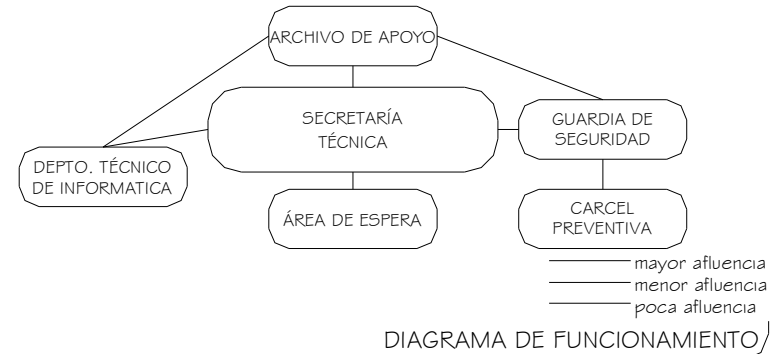 ARCHIVO DE APOYO
SECRETARÍA
TÉCNICA
GUARDIA DE
SEGURIDAD
DEPTO. TÉCNICO
DE INFORMATICA
ÁREA DE ESPERA
CARCEL
PREVENTIVA
mayor afluencia
menor afluencia
poca afluencia
DIAGRAMA DE FUNCIONAMIENTO